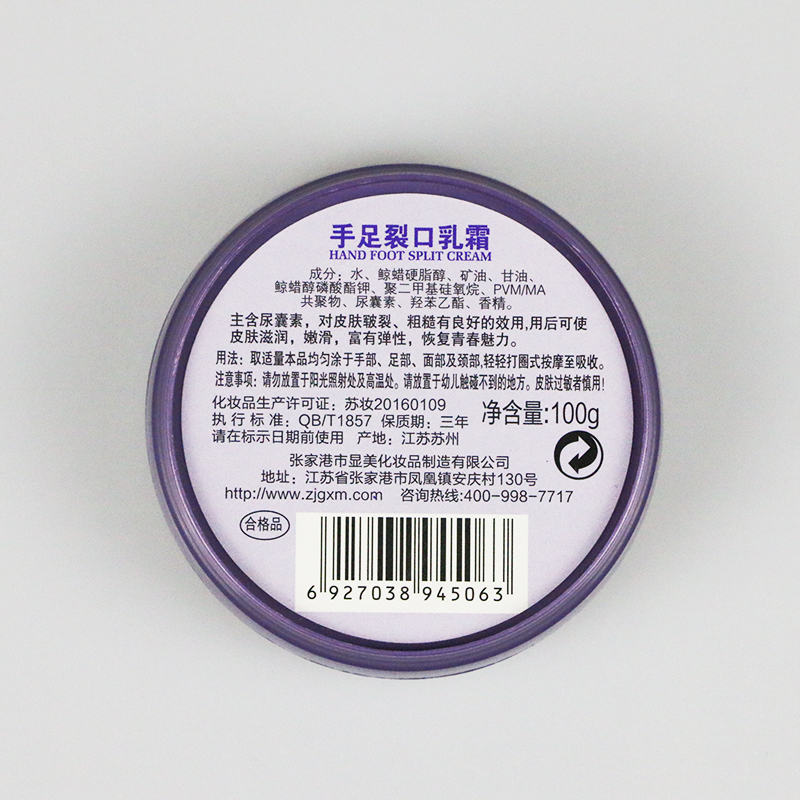 手足裂口乳霜
HAND FOOT SPLIT CREAM
成分：水、鲸蜡硬脂醇、矿油、甘油、
鲸蜡醇磷酸酯钾、聚二甲基硅氧烷、PVM/MA
共聚物、尿囊素、羟苯乙酯、香精。
主含尿囊素，对皮肤皲裂、粗糙有良好的效用,用后可使
皮肤滋润，嫩滑，富有弹性，恢复青春魅力。
用法：取适量本品均匀涂于手部、足部、面部及颈部,轻轻打圈式按摩至吸收。
注意事项：请勿放置于阳光照射处及高温处。请放置于幼儿触碰不到的地方。皮肤过敏者慎用！
化妆品生产许可证：苏妆20160109
执行标准：QB/T1857 保质期：三年
净含量:100g
请在标示日期前使用 产地：江苏苏州
张家港市显美化妆品制造有限公司
地址：江苏省张家港市凤凰镇安庆村130号
http://www.zjgxm.com 咨询热线:400-998-7717
合格品
6 927038 945063